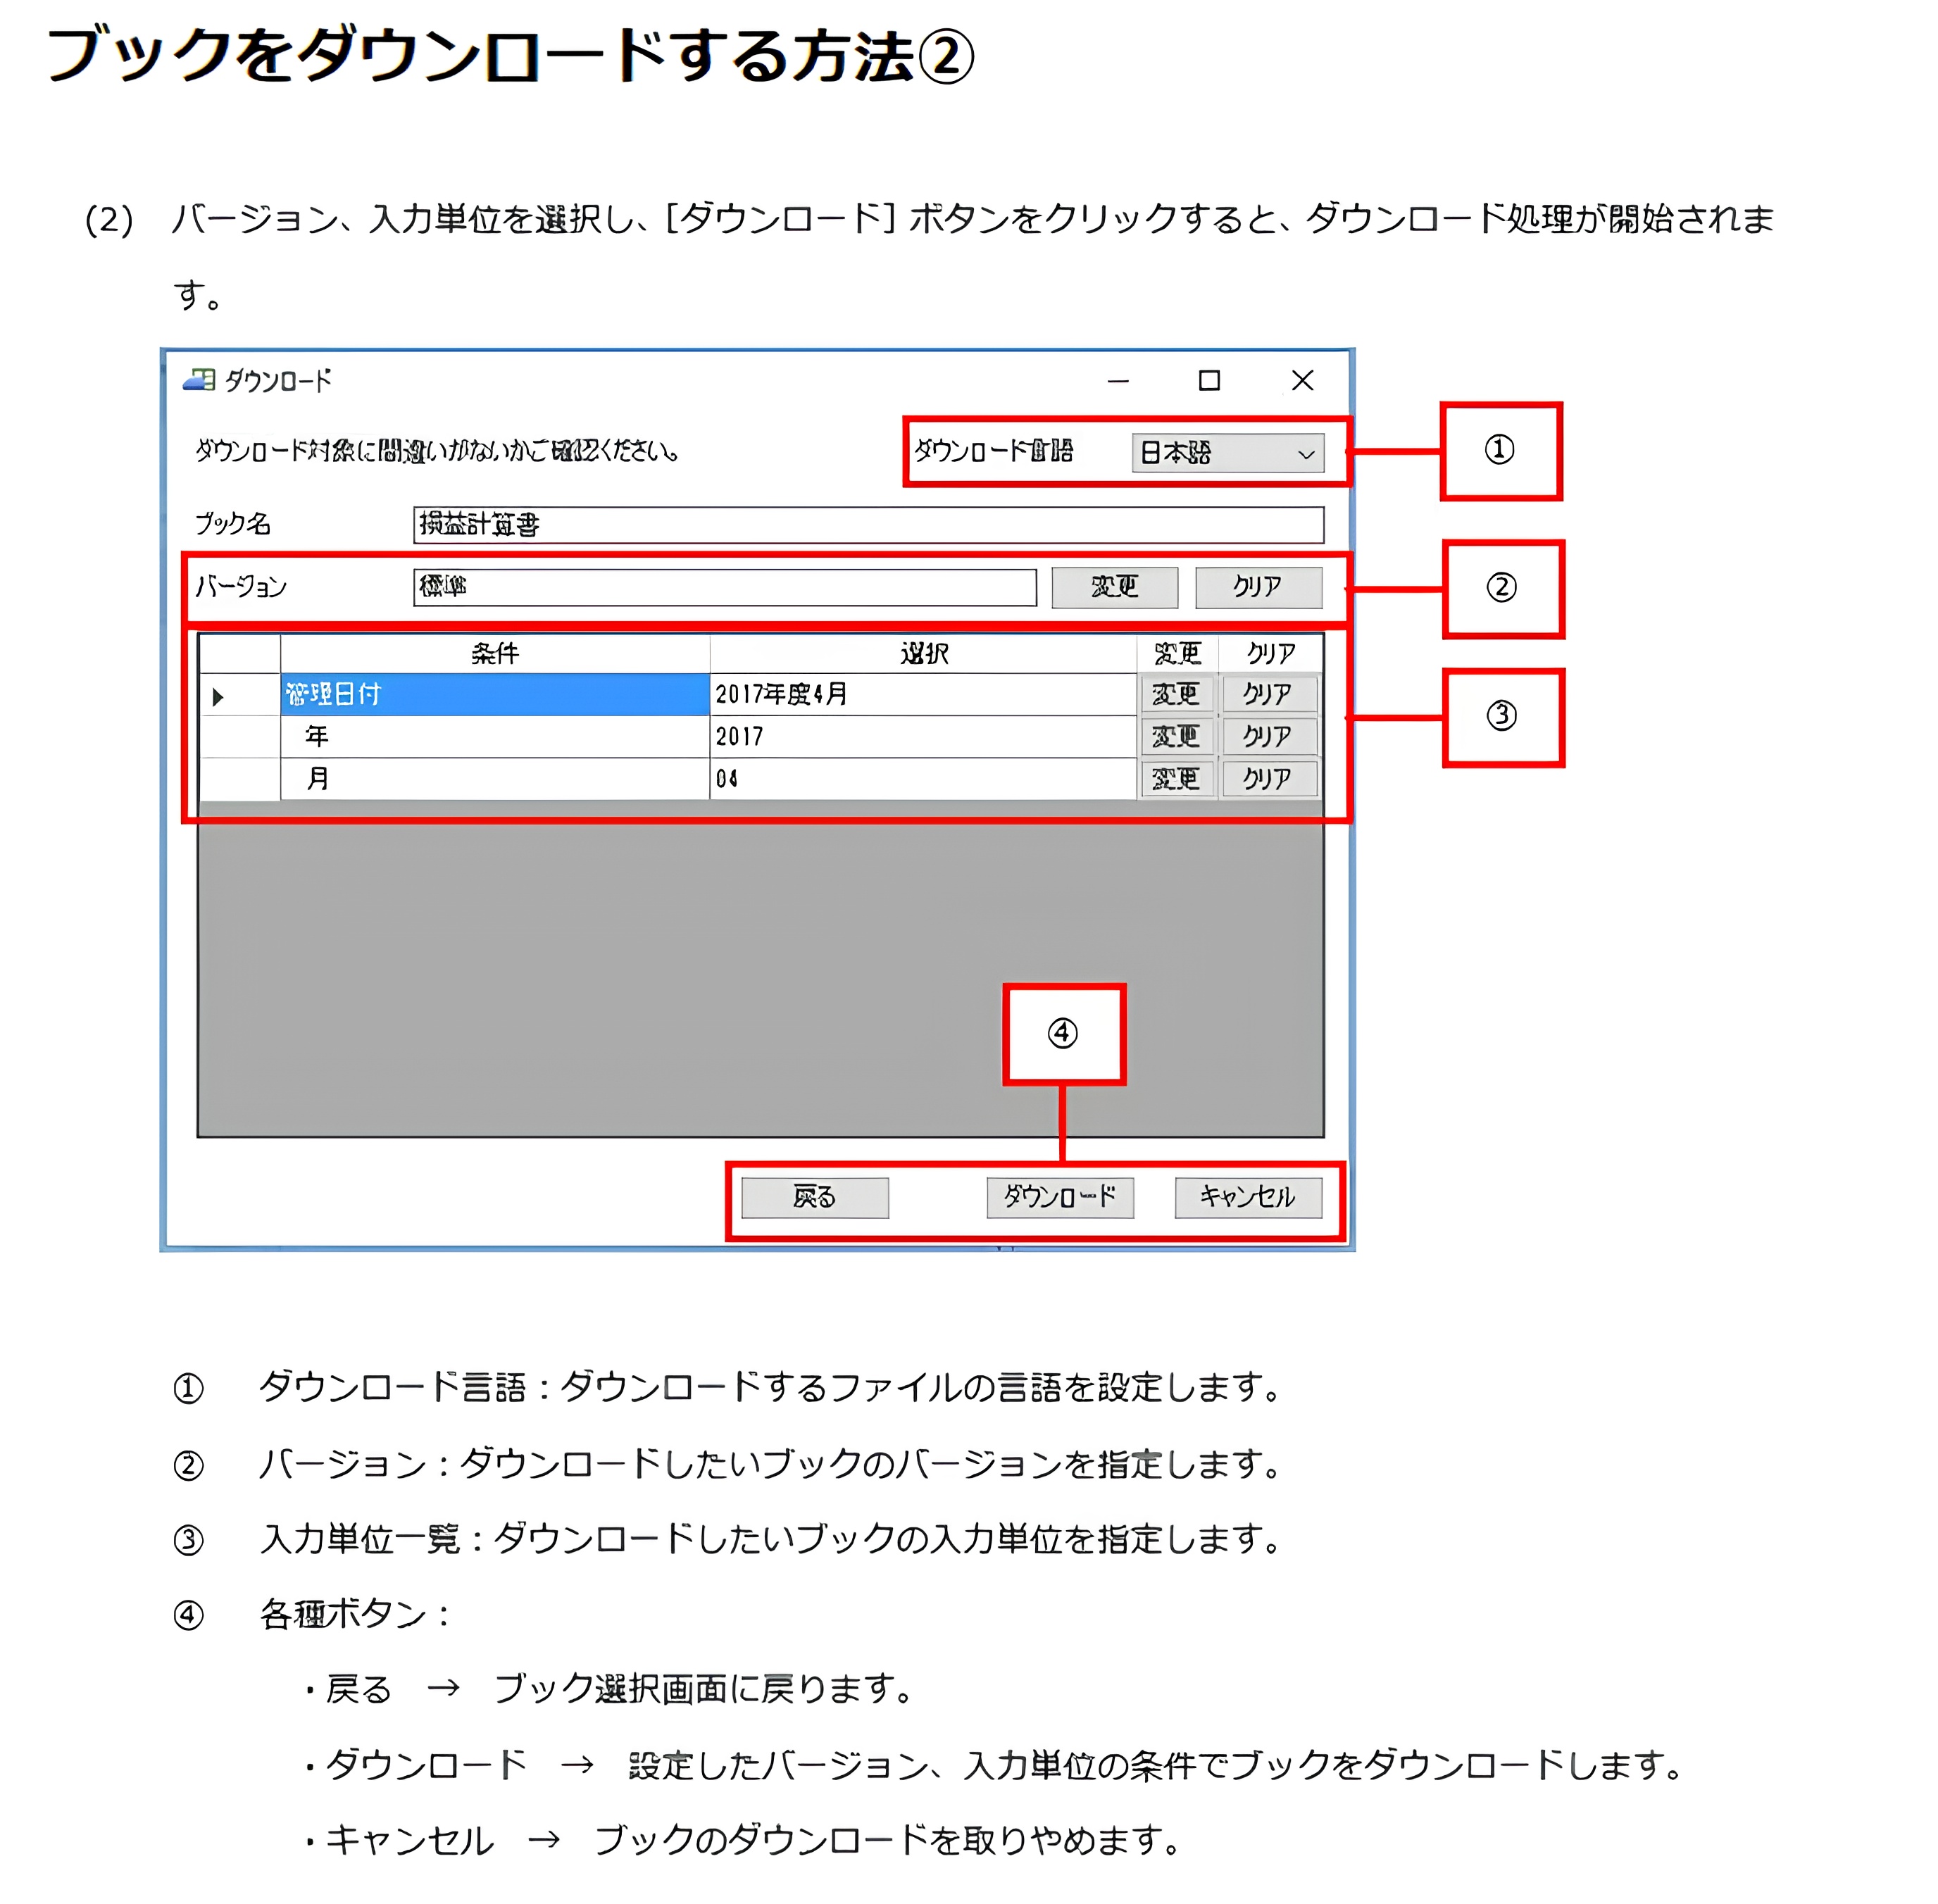 ブックをダウンロードする方法②
(2) バージョン、入力単位を選択し、[ダウンロード] ボタンをクリックすると、ダウンロード処理が開始されま
す。
ダウンロード
ダウンロード対象に間違いがないかご確認ください。 ダウンロード言語 日本語 ①
ブック名 損益計算書
バージョン 標準 変更 クリア ②
条件 選択 変更 クリア
管理日付 2017年度4月 変更 クリア ③
年 2017 変更 クリア
月 04 変更 クリア
④
戻る ダウンロード キャンセル
① ダウンロード言語：ダウンロードするファイルの言語を設定します。
② バージョン：ダウンロードしたいブックのバージョンを指定します。
③ 入力単位一覧：ダウンロードしたいブックの入力単位を指定します。
④ 各種ボタン：
・戻る → ブック選択画面に戻ります。
・ダウンロード → 設定したバージョン、入力単位の条件でブックをダウンロードします。
・キャンセル → ブックのダウンロードを取りやめます。